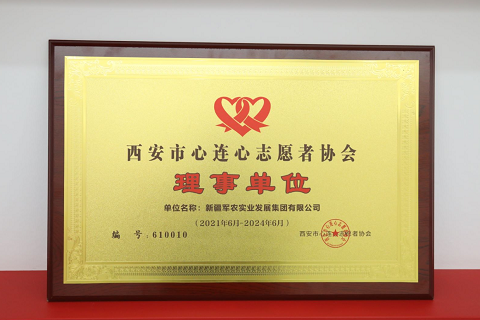 西安市心连心志愿者协会
理事单位
单位名称：新疆军农实业发展集团有限公司
（2021年6月-2024年6月）
编 号：610010
西安市心连心志愿者协会